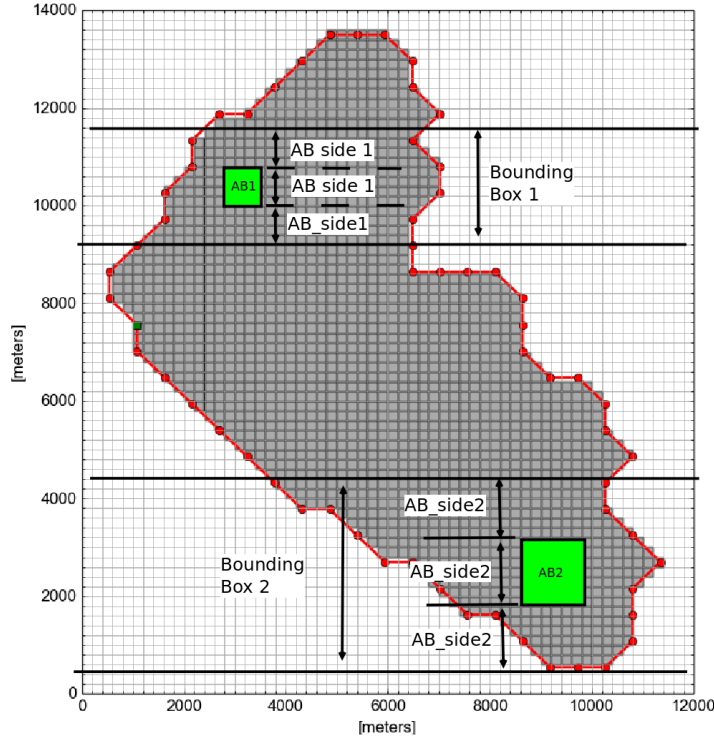 14000
12000
10000
8000
6000
4000
2000
0
[meters]
AB side 1
AB1
AB side 1
AB_side1
Bounding
Box 1
AB_side2
AB_side2
AB2
AB_side2
Bounding
Box 2
0
2000
4000
6000
8000
10000
12000
[meters]